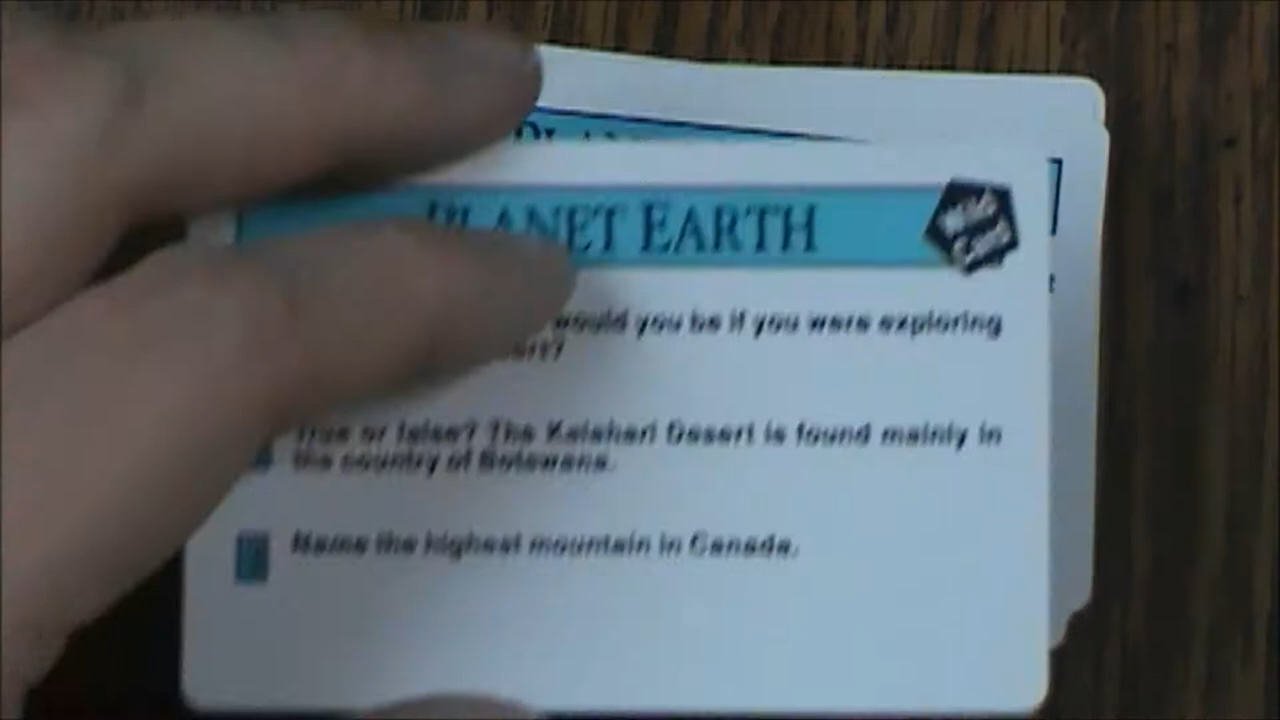 PLAN
PLANET EARTH
would you be if you were exploring
True or false? The Kalahari Desert is found mainly in
the country of Botswana.
Name the highest mountain in Canada.